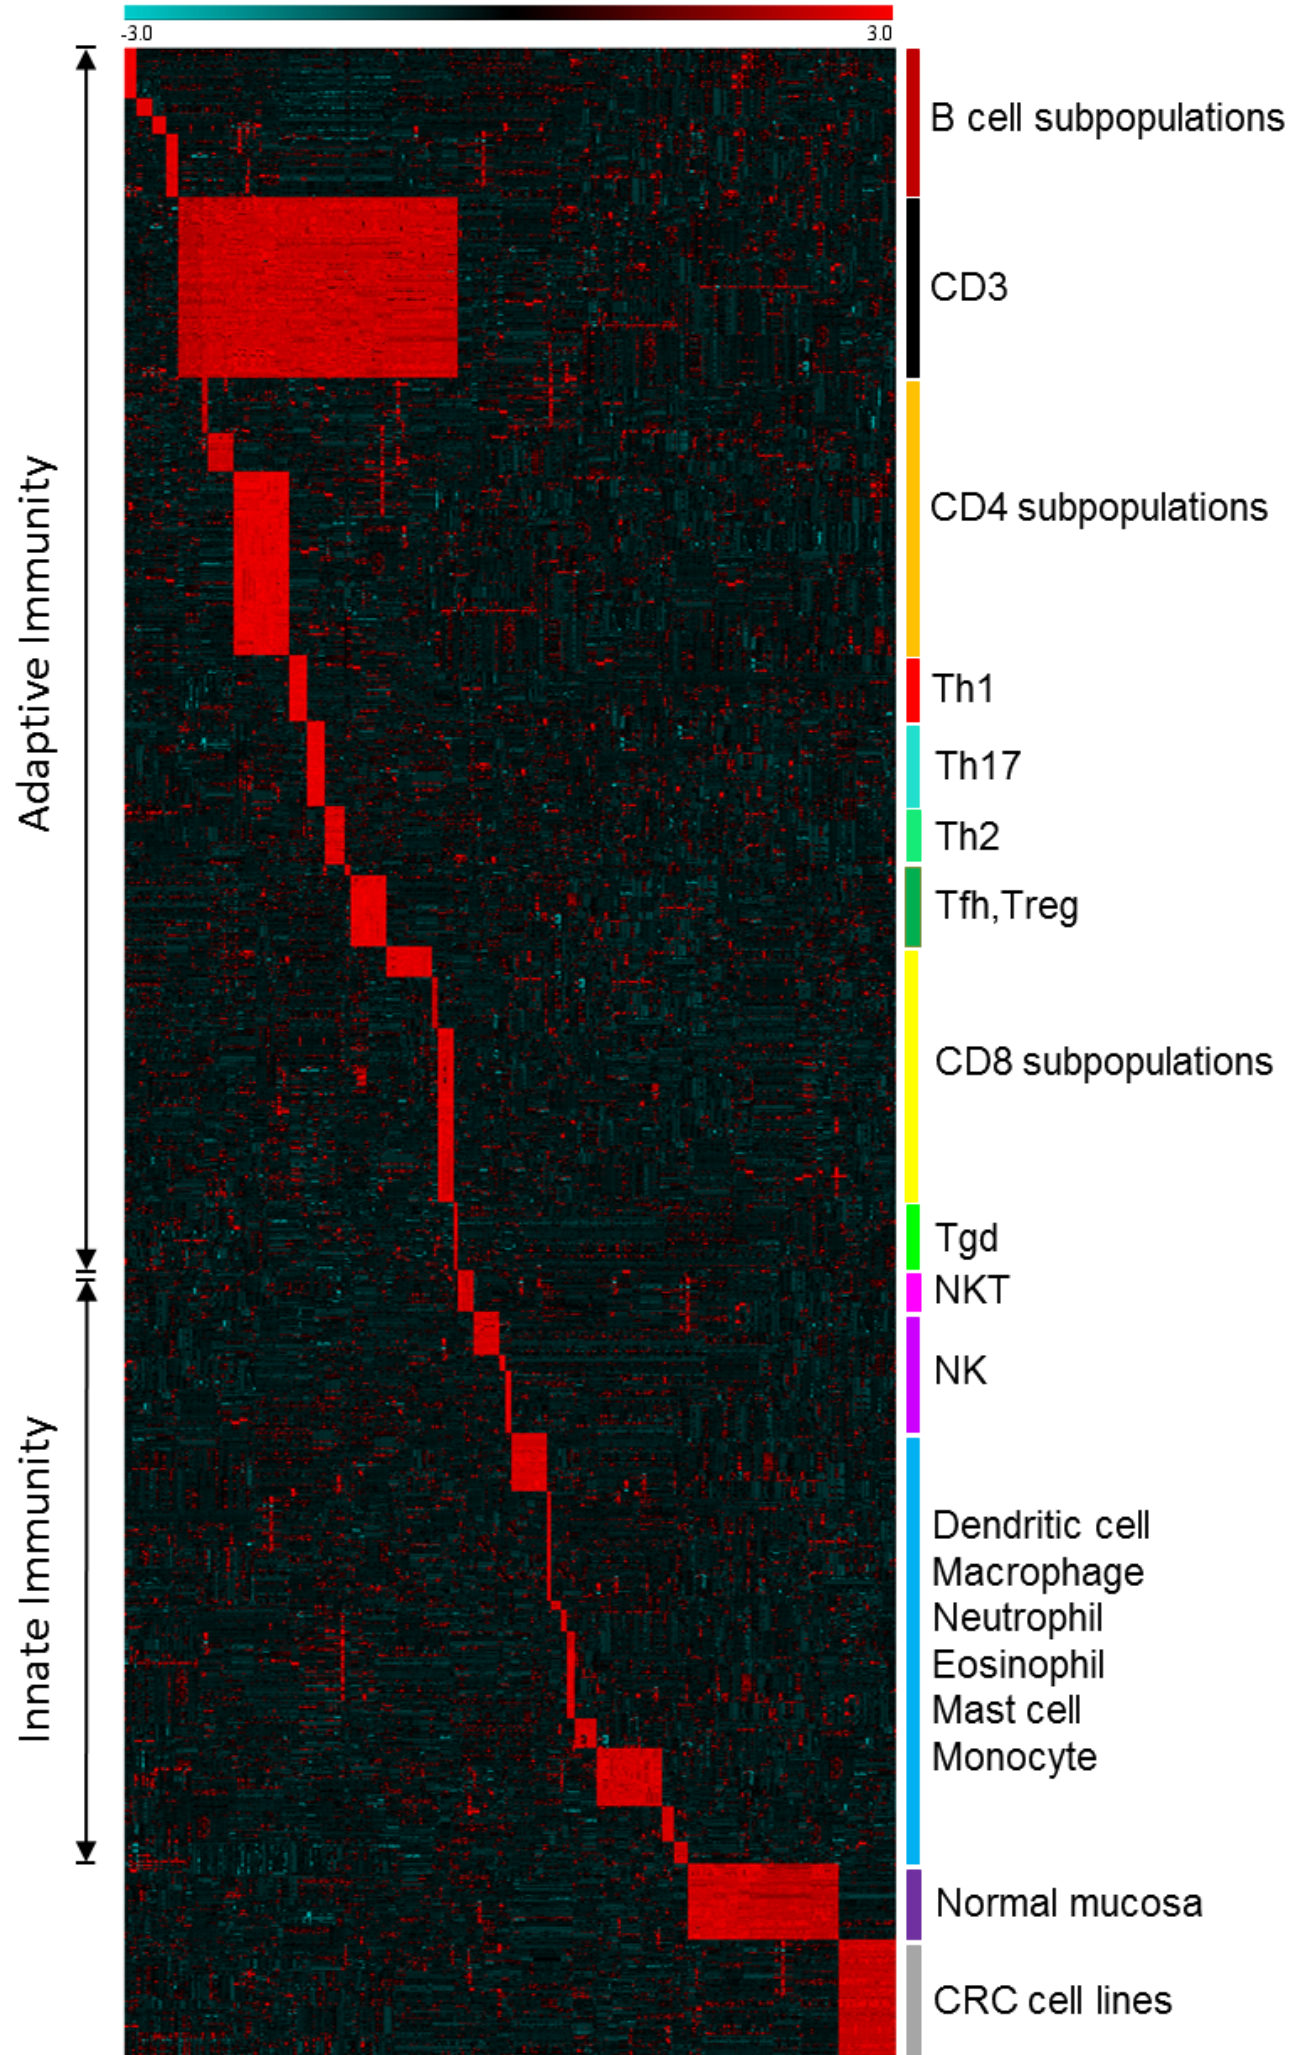 -3.0
3.0
B cell subpopulations
CD3
CD4 subpopulations
Th1
Th17
Th2
Tfh,Treg
CD8 subpopulations
Tgd
NKT
NK
Dendritic cell
Macrophage
Neutrophil
Eosinophil
Mast cell
Monocyte
Normal mucosa
CRC cell lines
Adaptive Immunity
Innate Immunity